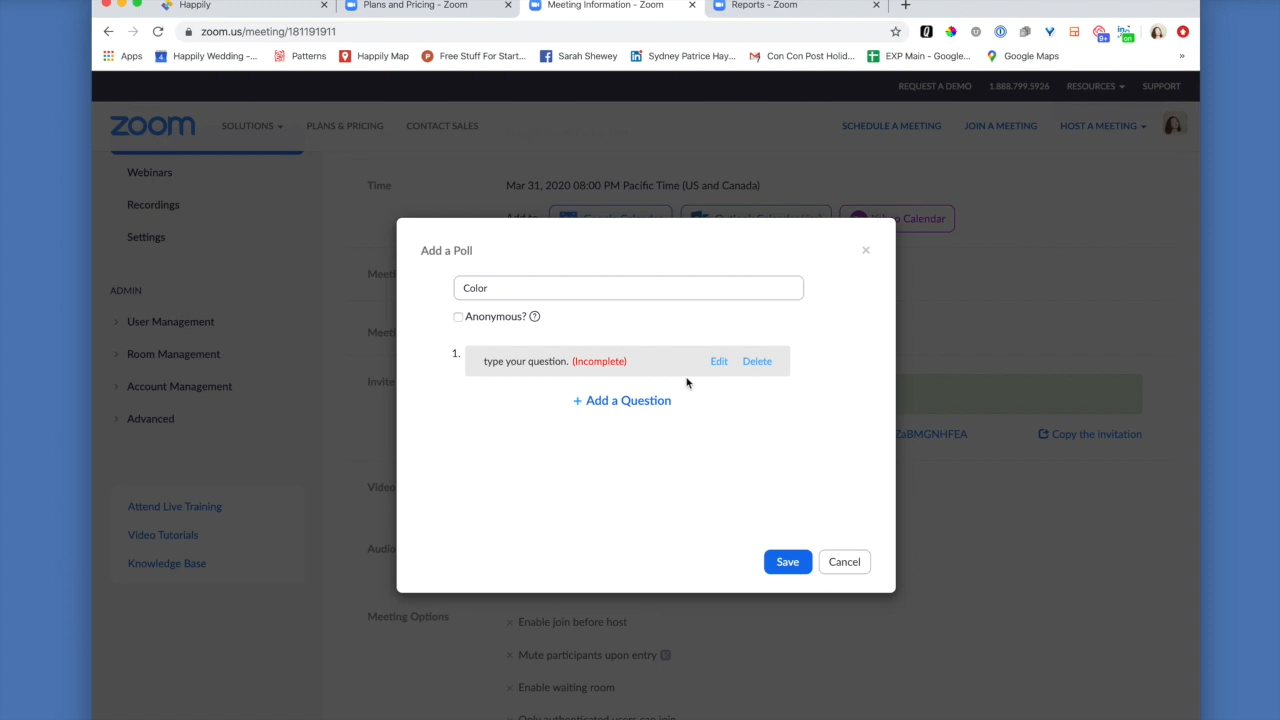 Happily
Plans and Pricing - Zoom
Meeting Information - Zoom
Reports - Zoom
zoom.us/meeting/181191911
Apps
Happily Wedding -...
Patterns
Happily Map
Free Stuff For Start...
Sarah Shewey
Sydney Patrice Hay...
Con Con Post Holid...
EXP Main - Google...
Google Maps
REQUEST A DEMO
1.888.799.5926
RESOURCES
SUPPORT
zoom
SOLUTIONS
PLANS & PRICING
CONTACT SALES
SCHEDULE A MEETING
JOIN A MEETING
HOST A MEETING
Webinars
Recordings
Settings
ADMIN
User Management
Room Management
Account Management
Advanced
Attend Live Training
Video Tutorials
Knowledge Base
Time
Mar 31, 2020 08:00 PM Pacific Time (US and Canada)
Calendar
Add a Poll
Color
Anonymous?
1.
type your question. (Incomplete)
Edit
Delete
+ Add a Question
Save
Cancel
ZaBMGNHFEA
Copy the invitation
Meeting Options
Enable join before host
Mute participants upon entry
Enable waiting room
Only authenticated users can join